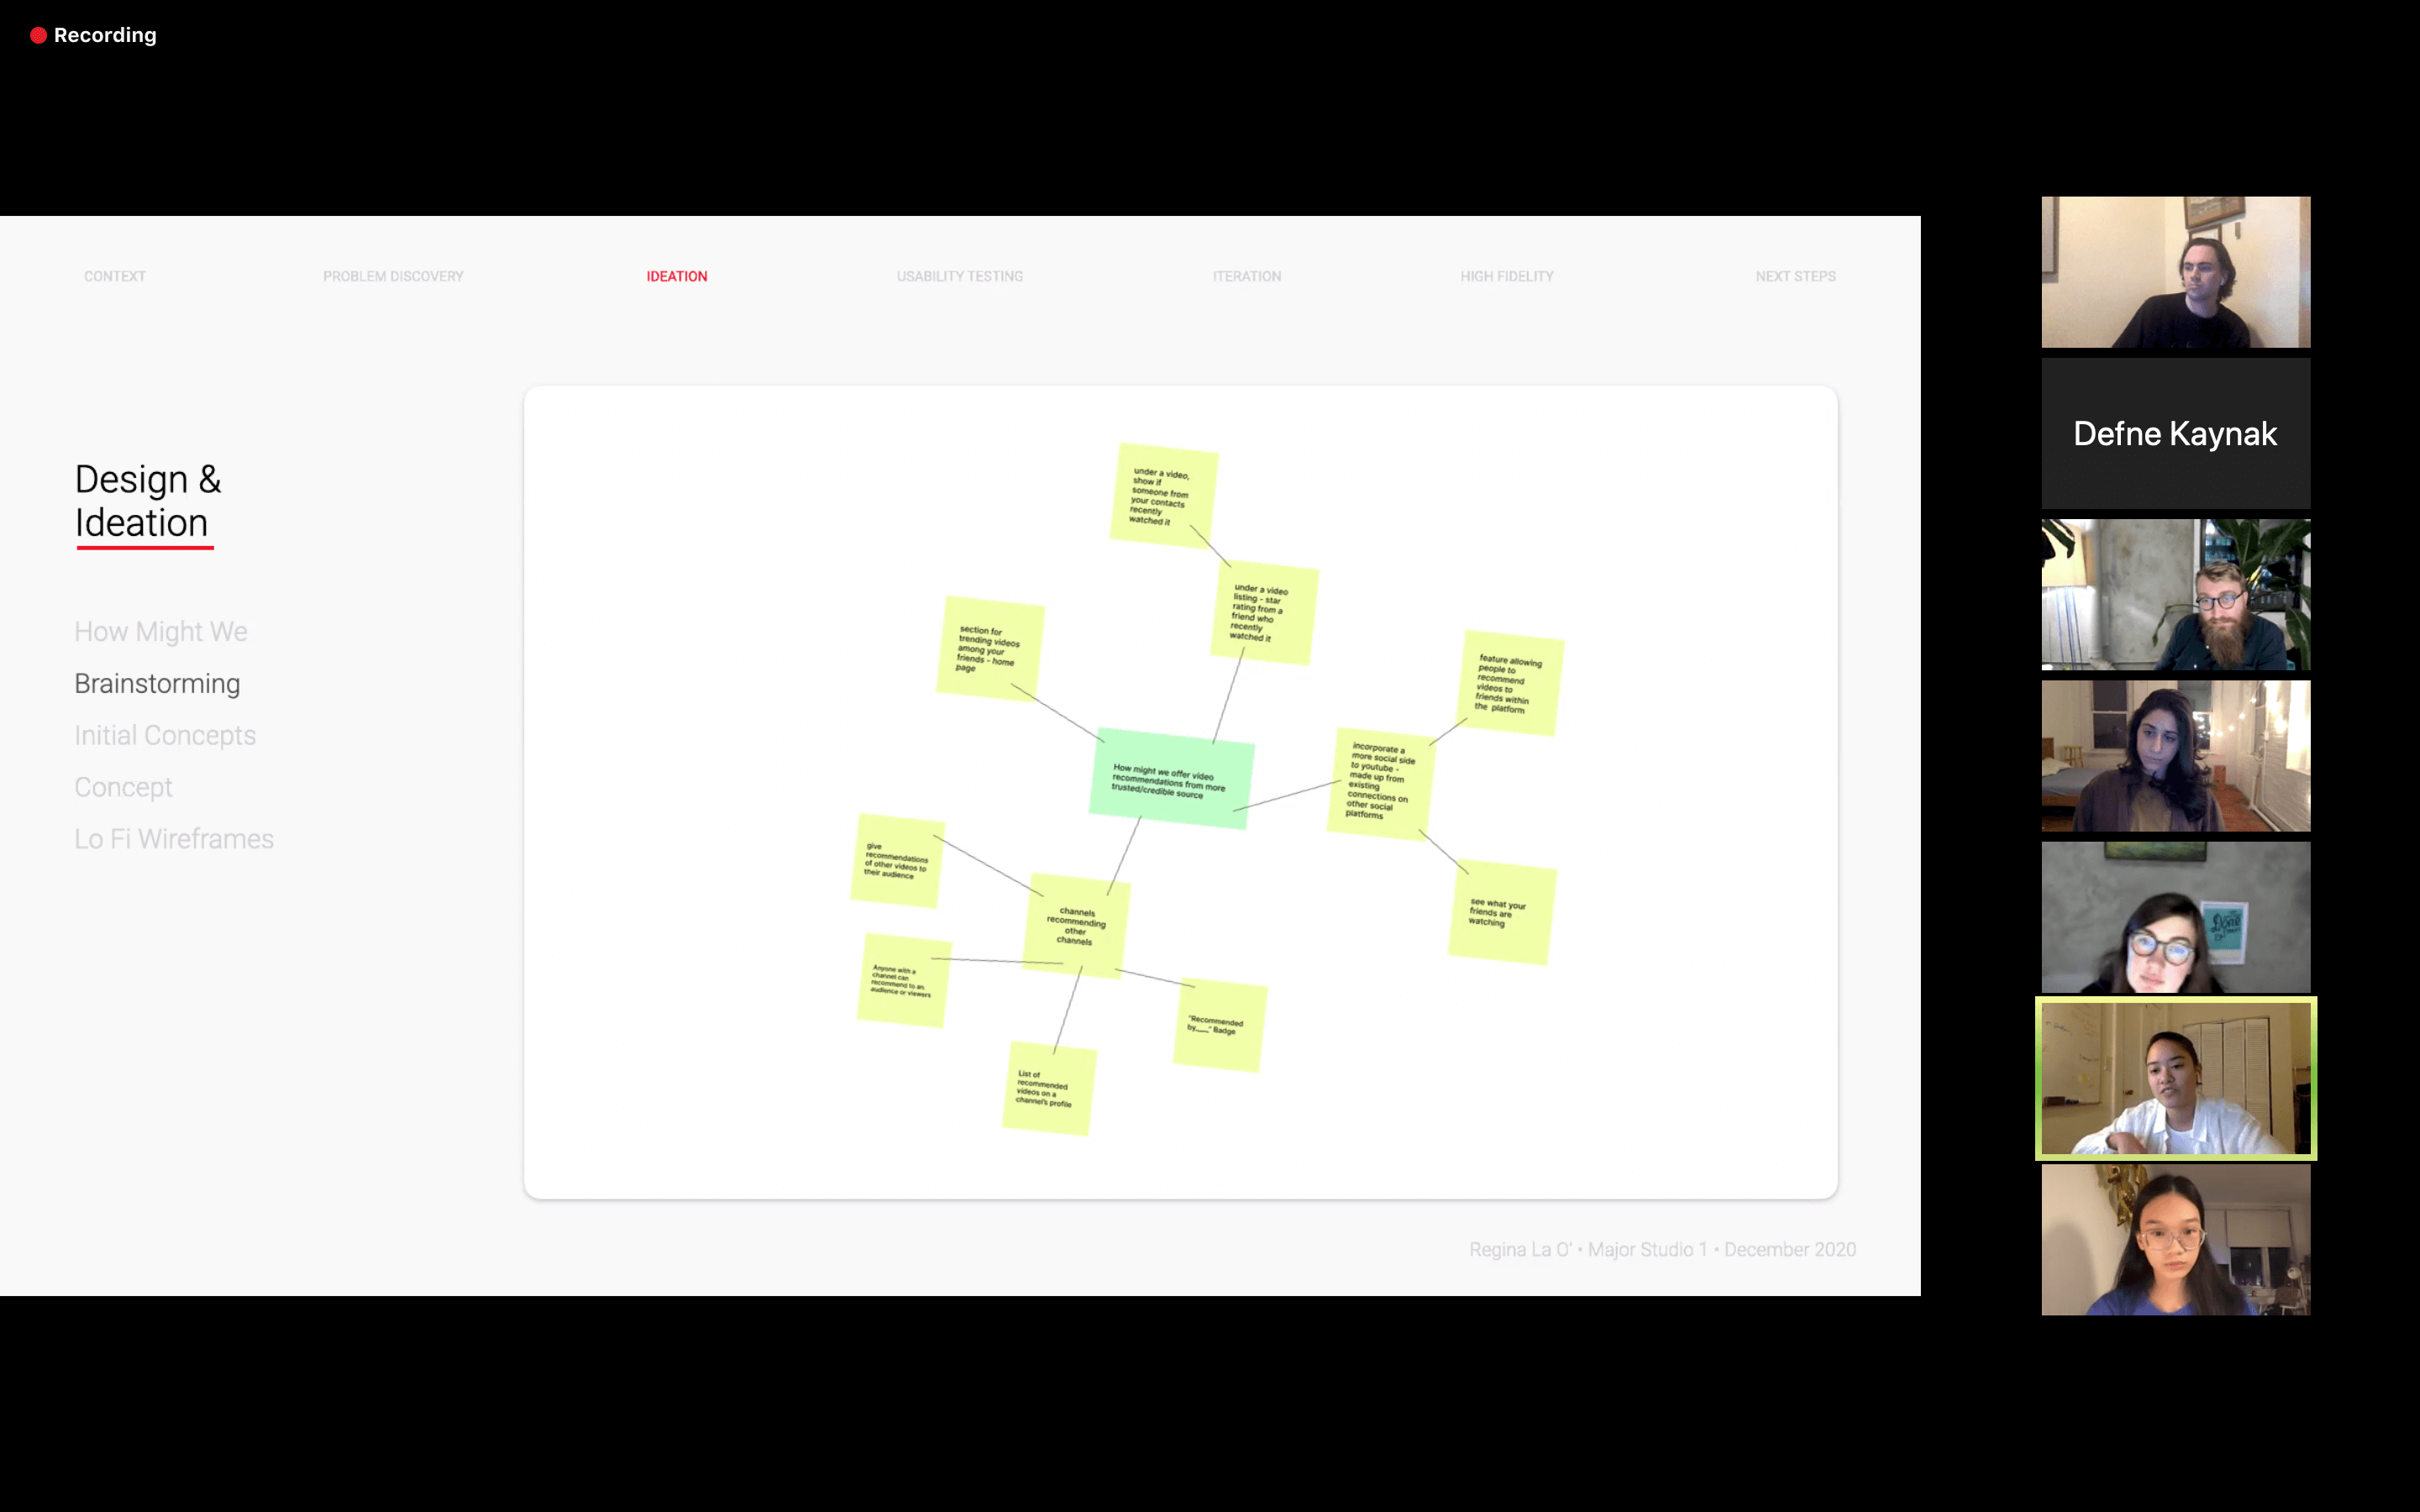 Recording
CONTEXT
PROBLEM DISCOVERY
IDEATION
USABILITY TESTING
ITERATION
HIGH FIDELITY
NEXT STEPS
Design &
Ideation
How Might We
Brainstorming
Initial Concepts
Concept
Lo Fi Wireframes
under a video,
show if
someone from
your contacts
recently
watched it
under a video
listing - star
rating from a
friend who
recently
watched it
section for
trending videos
among your
friends - home
page
feature allowing
people to
recommend
videos to
friends within
the platform
How might we offer video
recommendations from more
trusted/credible source
incorporate a
more social side
to youtube -
made up from
existing
connections on
other social
platforms
give
recommendations
of other videos to
their audience
channels
recommending
other
channels
see what your
friends are
watching
Anyone with a
channel can
recommend to an
audience or viewers
"Recommended
by___" Badge
List of
recommended
videos on a
channel's profile
Regina La O' • Major Studio 1 • December 2020
Defne Kaynak